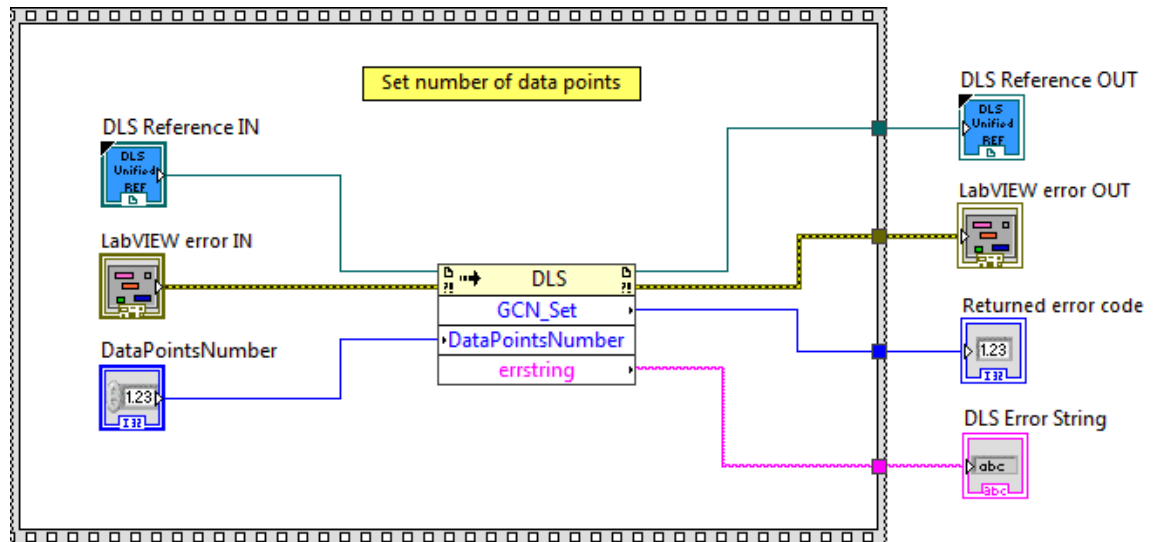 Set number of data points
DLS Reference IN
DLS
Unified
REF
LabVIEW error IN
DataPointsNumber
1.23
I32
DLS
GCN_Set
DataPointsNumber
errstring
DLS Reference OUT
DLS
Unified
REF
LabVIEW error OUT
Returned error code
1.23
I32
DLS Error String
abc
abc